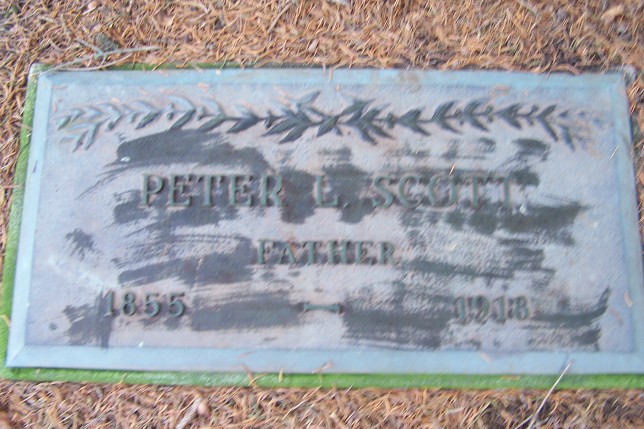 PETER L. SCOTT
FATHER
1855 — 1918